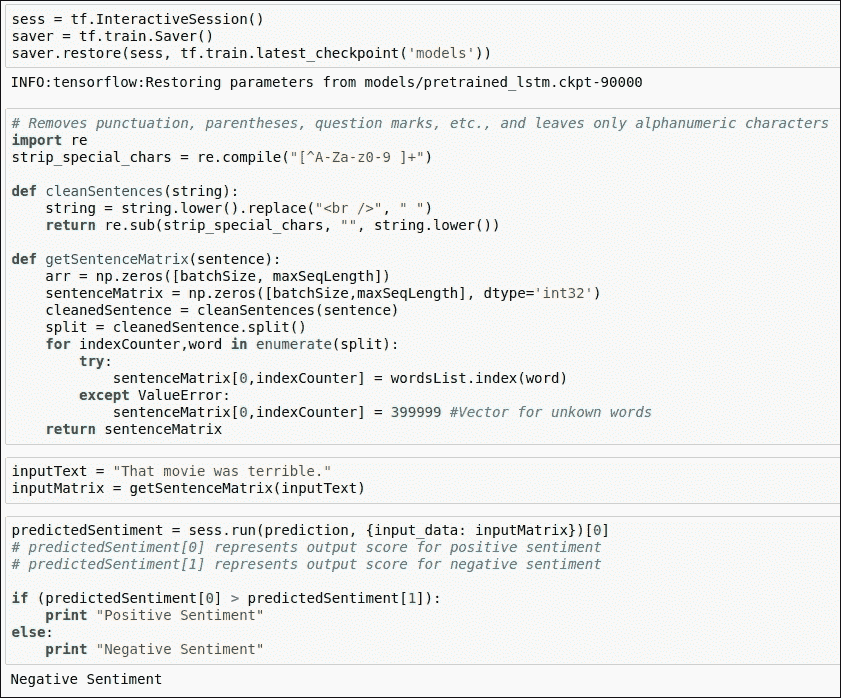 sess = tf.InteractiveSession()
saver = tf.train.Saver()
saver.restore(sess, tf.train.latest_checkpoint('models'))
INFO:tensorflow:Restoring parameters from models/pretrained_lstm.ckpt-90000
# Removes punctuation, parentheses, question marks, etc., and leaves only alphanumeric characters
import re
strip_special_chars = re.compile("[^A-Za-z0-9 ]+")
def cleanSentences(string):
    string = string.lower().replace("<br />", " ")
    return re.sub(strip_special_chars, "", string.lower())
def getSentenceMatrix(sentence):
    arr = np.zeros([batchSize, maxSeqLength])
    sentenceMatrix = np.zeros([batchSize,maxSeqLength], dtype='int32')
    cleanedSentence = cleanSentences(sentence)
    split = cleanedSentence.split()
    for indexCounter,word in enumerate(split):
        try:
            sentenceMatrix[0,indexCounter] = wordsList.index(word)
        except ValueError:
            sentenceMatrix[0,indexCounter] = 399999 #Vector for unkown words
    return sentenceMatrix
inputText = "That movie was terrible."
inputMatrix = getSentenceMatrix(inputText)
predictedSentiment = sess.run(prediction, {input_data: inputMatrix})[0]
# predictedSentiment[0] represents output score for positive sentiment
# predictedSentiment[1] represents output score for negative sentiment
if (predictedSentiment[0] > predictedSentiment[1]):
    print "Positive Sentiment"
else:
    print "Negative Sentiment"
Negative Sentiment